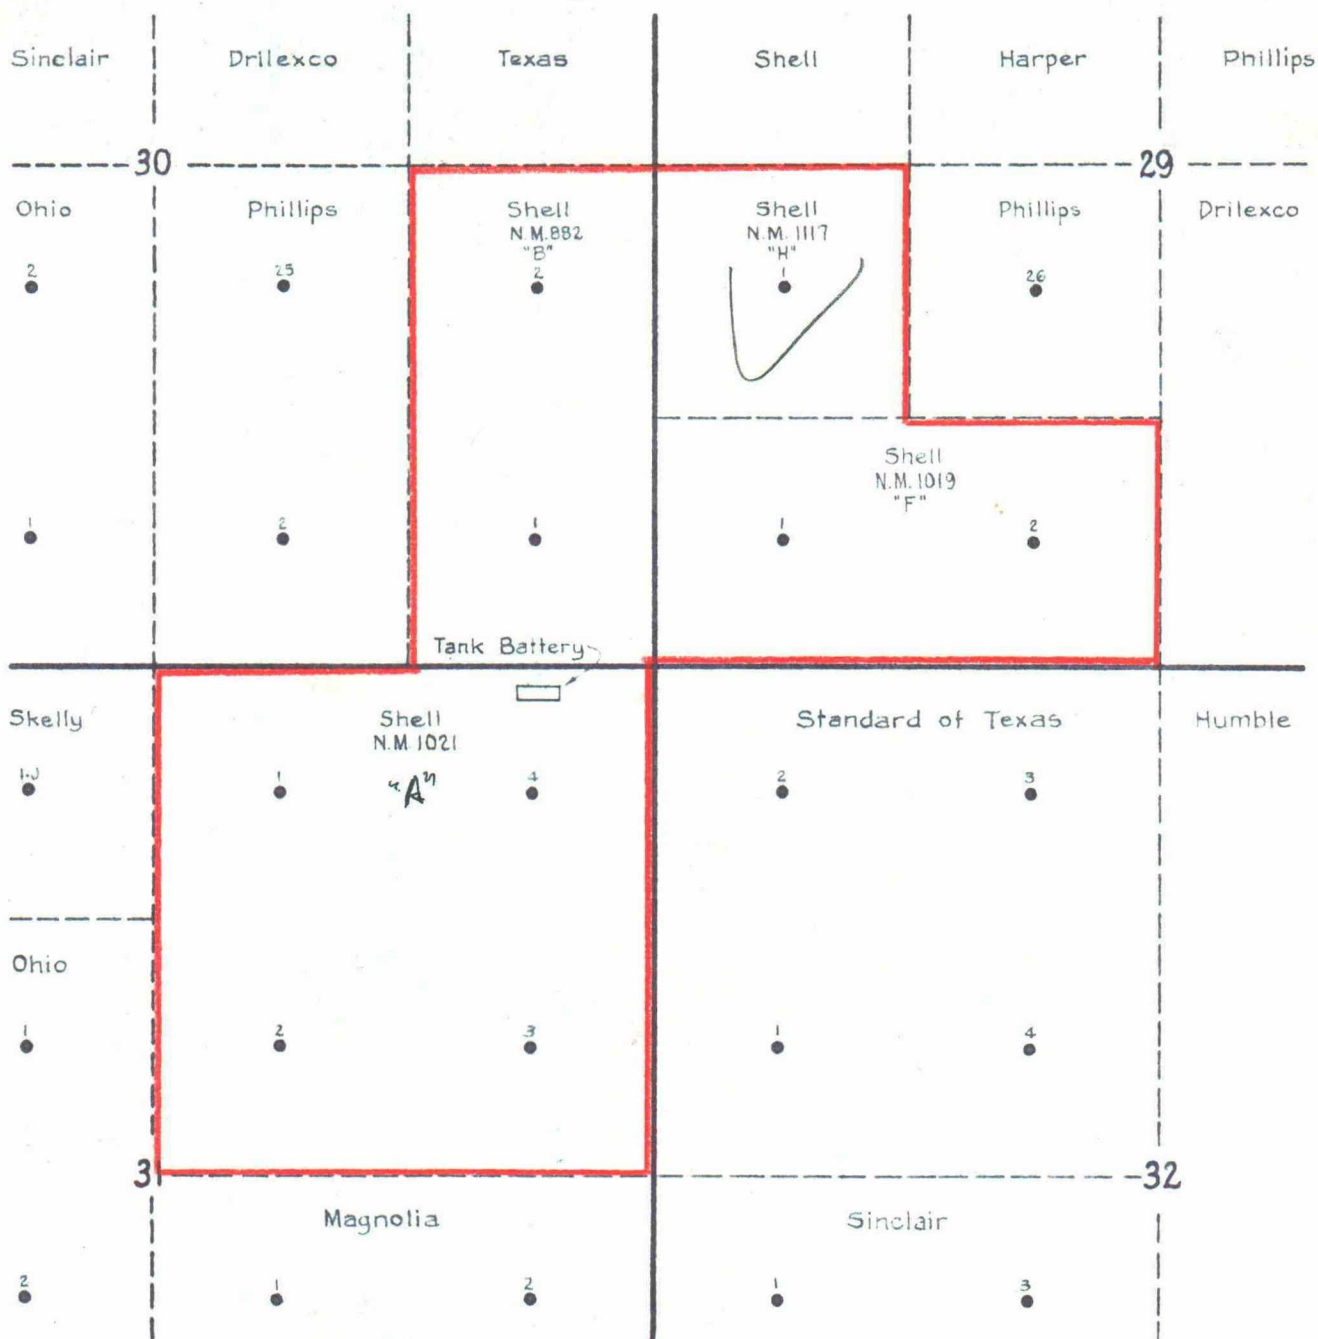 Sinclair Drilexco Texas Shell Harper Phillips
30 29
Ohio Phillips Shell Shell Phillips Drilexco
N.M.882 N.M. 1117
"B" "H"
2 25 2 1 26
Shell
N.M. 1019
"F"
1 2 1 1 2
Tank Battery
Skelly Shell Standard of Texas Humble
N.M. 1021
1-J 1 "A" 4 2 3
Ohio
1 2 3 1 4
31 32
Magnolia Sinclair
2 1 2 1 3